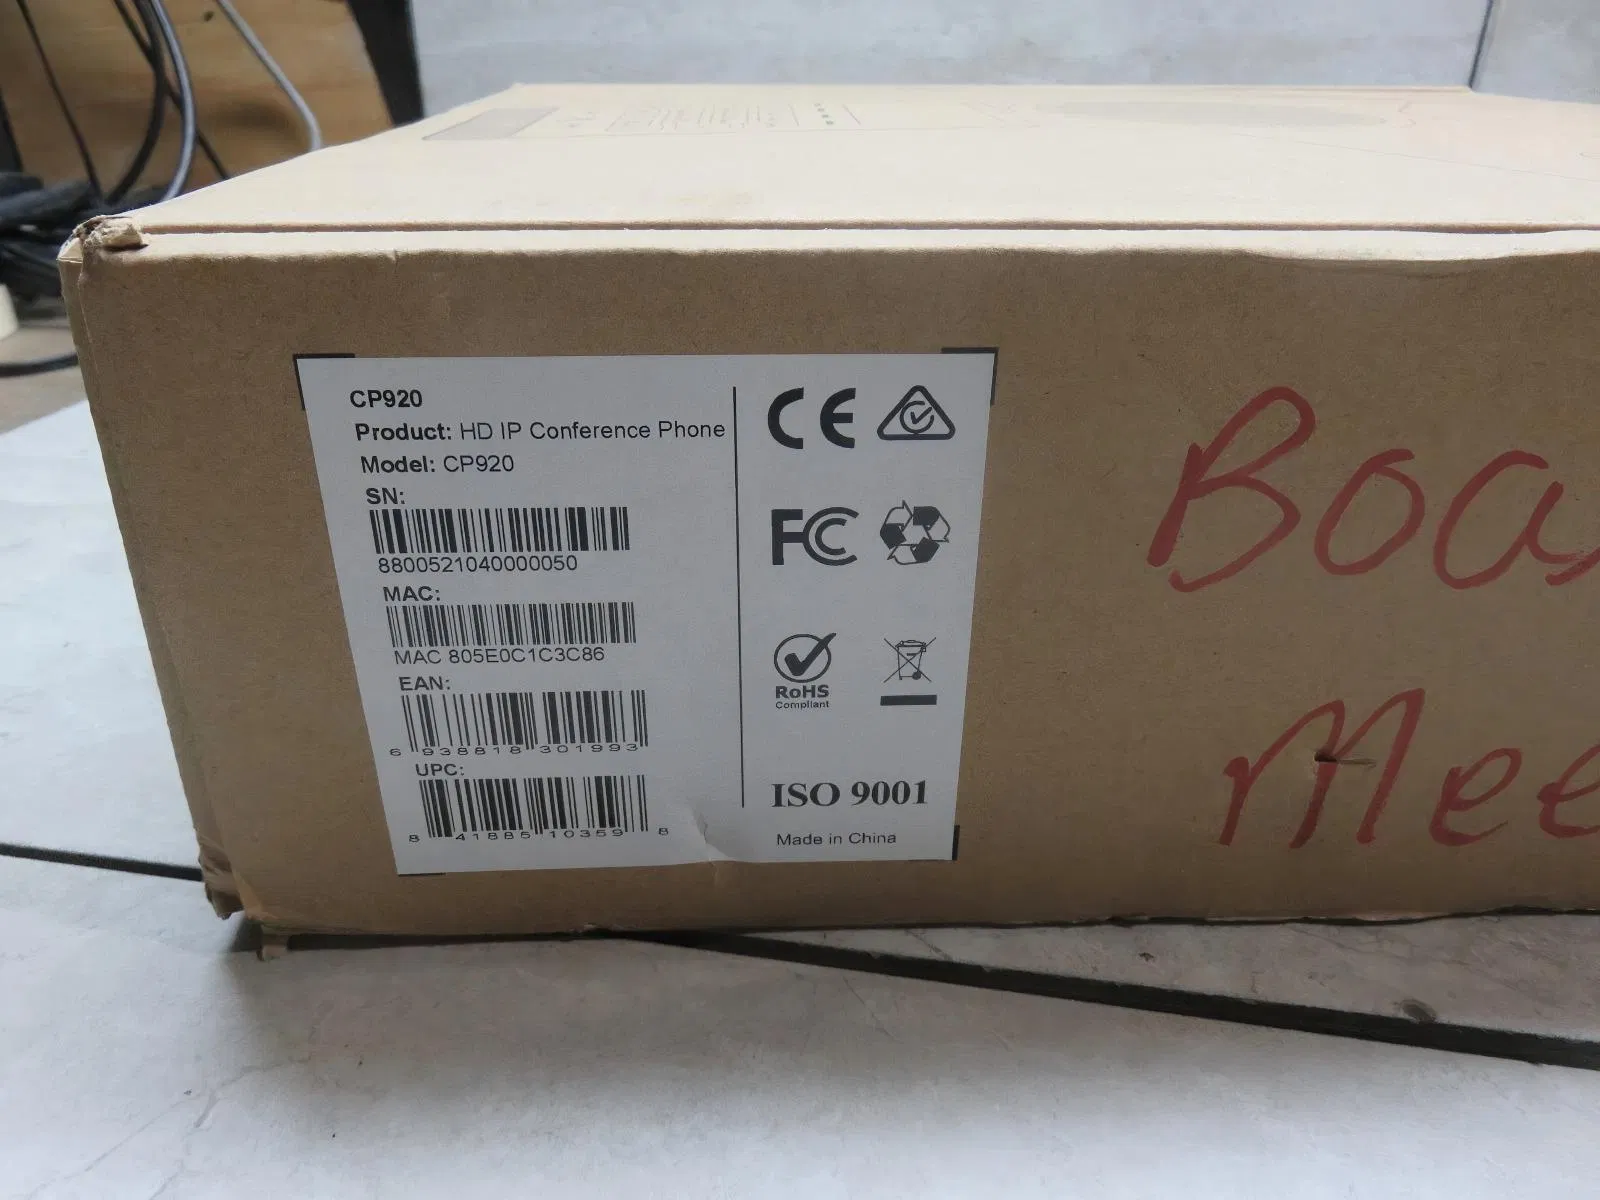 CP920
Product: HD IP Conference Phone
Model: CP920
SN:
8800521040000050
MAC:
MAC 805E0C1C3C86
EAN:
6 938818 301993
UPC:
8 41885 10359 8
CE
FC
RoHS
Compliant
ISO 9001
Made in China
Boa
Mee